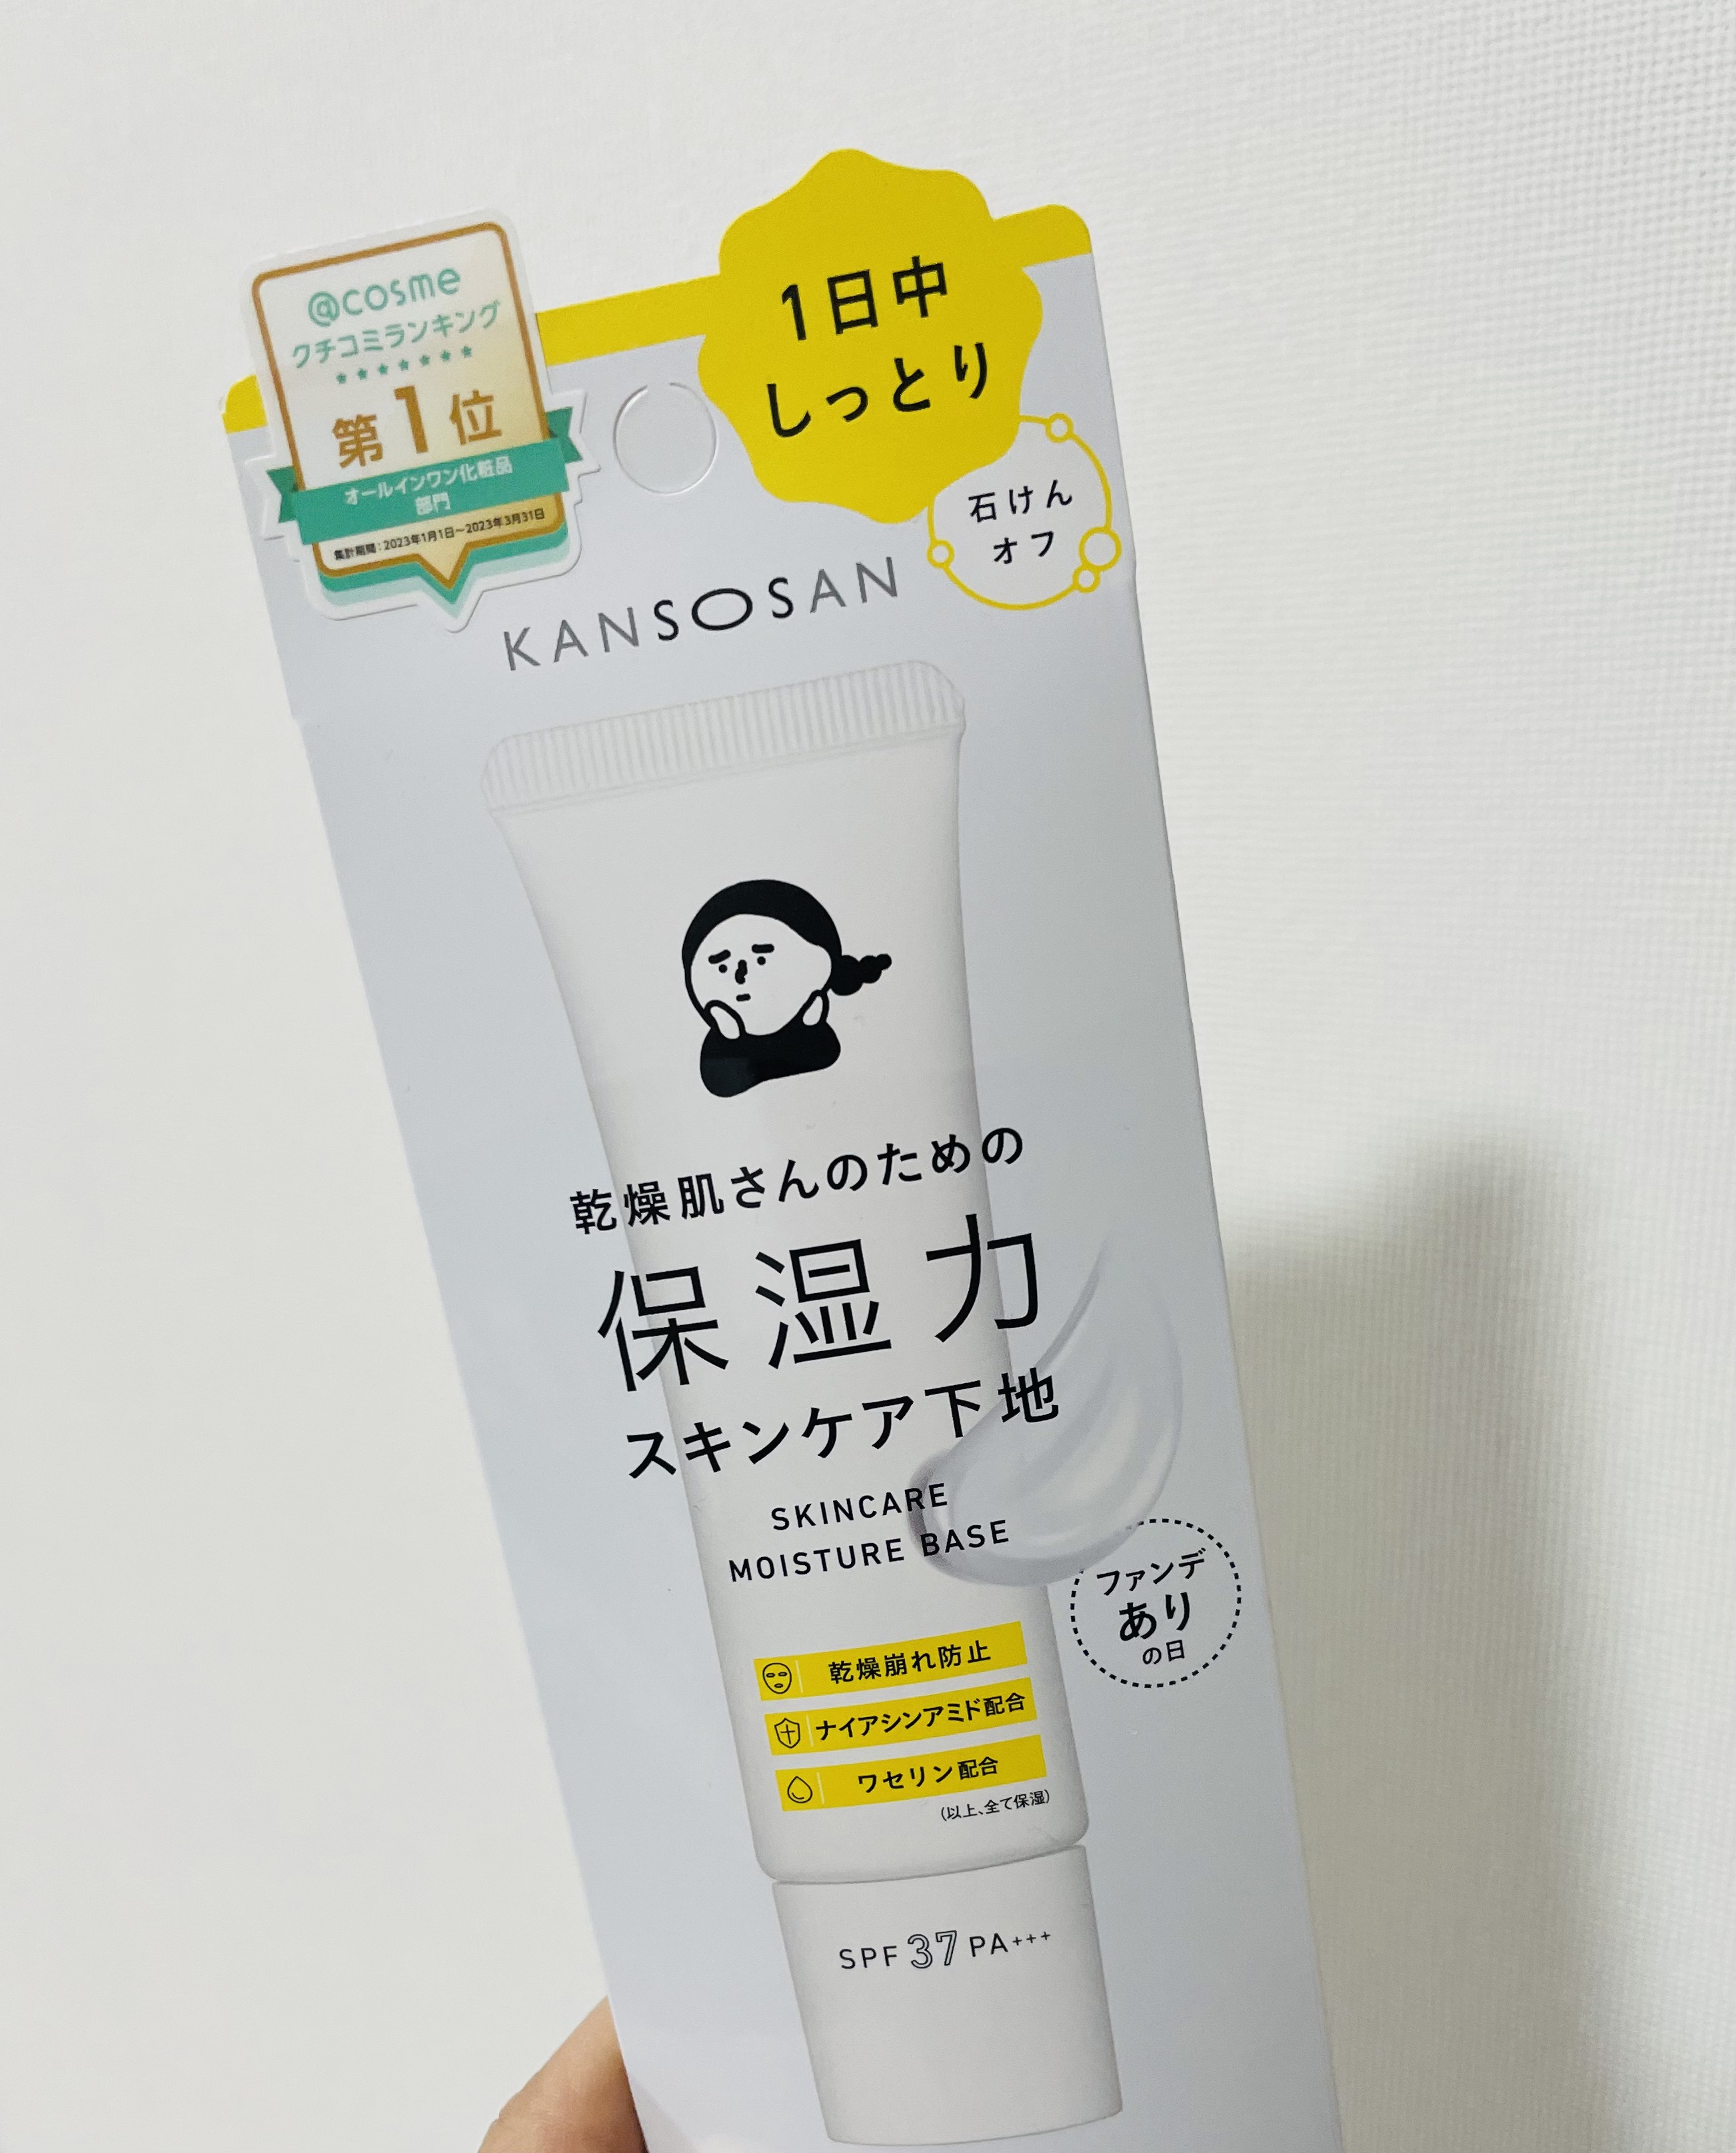 @cosme
クチコミランキング
第1位
オールインワン化粧品
部門
集計期間：2023年1月1日～2023年3月31日
1日中
しっとり
石けん
オフ
KANSOSAN
乾燥肌さんのための
保湿力
スキンケア下地
SKINCARE
MOISTURE BASE
ファンデ
あり
の日
乾燥崩れ防止
ナイアシンアミド配合
ワセリン配合
(以上、全て保湿)
SPF 37 PA+++